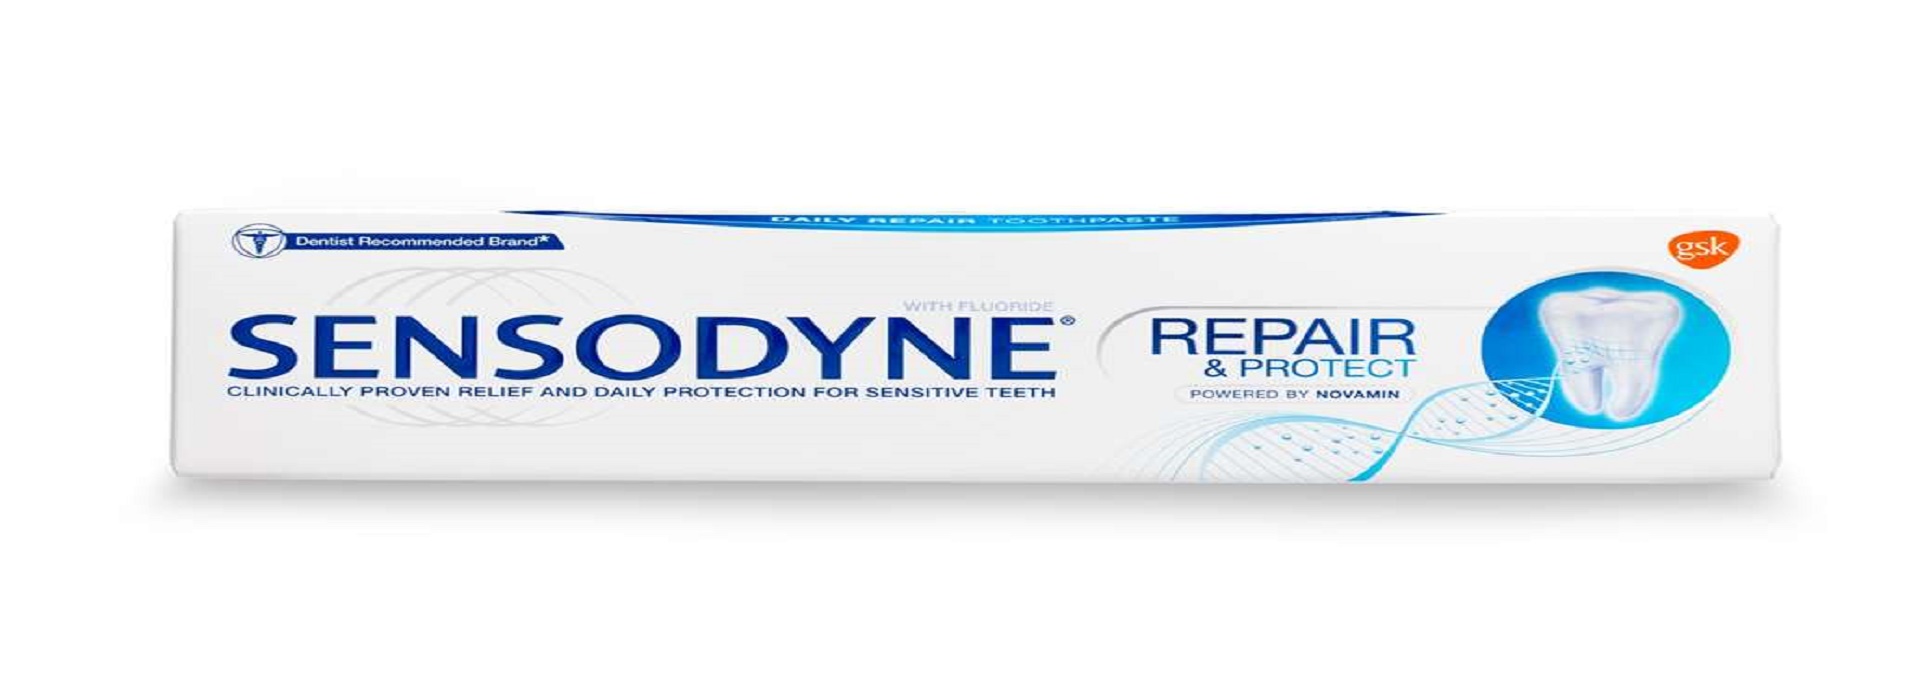 DAILY REPAIR TOOTHPASTE
Dentist Recommended Brand*
gsk
WITH FLUORIDE
SENSODYNE®
CLINICALLY PROVEN RELIEF AND DAILY PROTECTION FOR SENSITIVE TEETH
REPAIR
& PROTECT
POWERED BY NOVAMIN